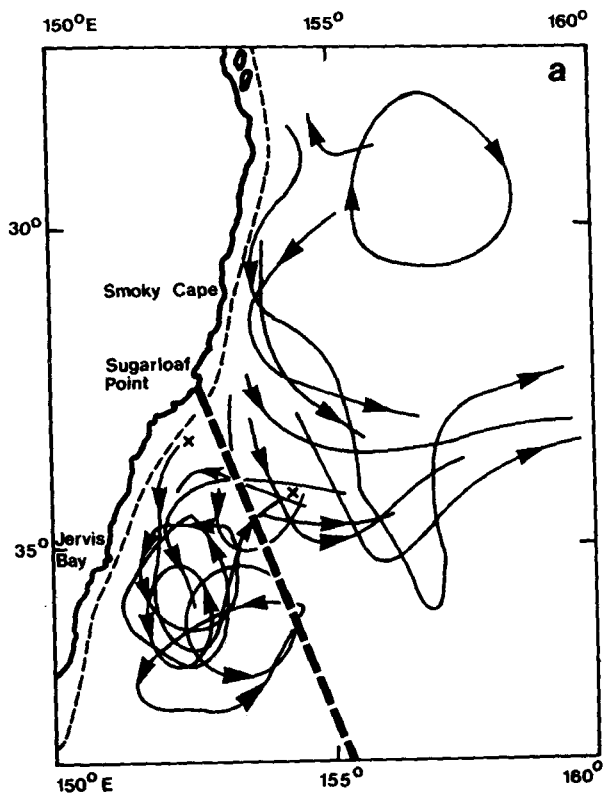 150°E 155° 160°
a
30°
Smoky Cape
Sugarloaf
Point
x
x
35° Jervis
Bay
150°E 155° 160°